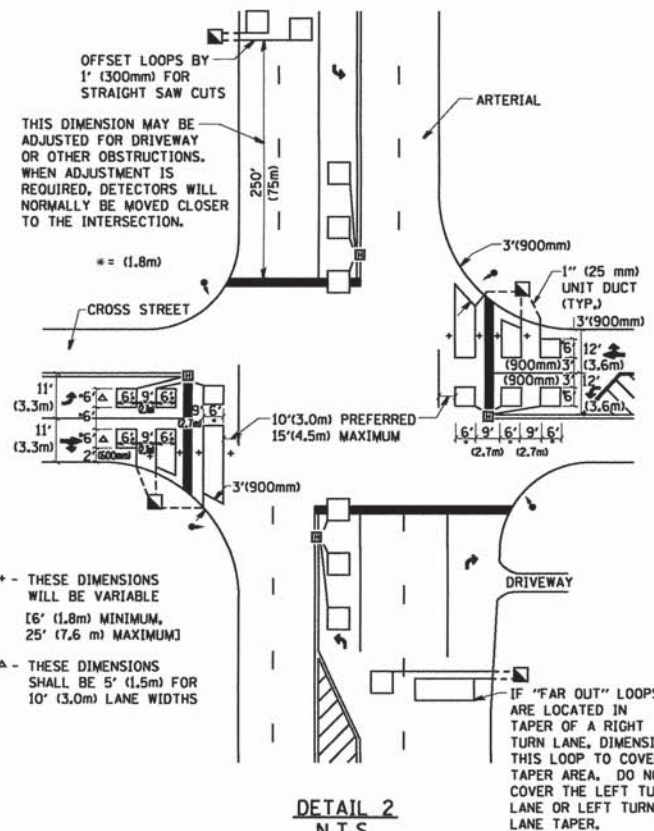 OFFSET LOOPS BY
1' (300mm) FOR
STRAIGHT SAW CUTS
ARTERIAL
THIS DIMENSION MAY BE
ADJUSTED FOR DRIVEWAY
OR OTHER OBSTRUCTIONS.
WHEN ADJUSTMENT IS
REQUIRED, DETECTORS WILL
NORMALLY BE MOVED CLOSER
TO THE INTERSECTION.
250'
(75m)
* = (1.8m)
3'(900mm)
1" (25 mm)
UNIT DUCT
(TYP.)
CROSS STREET
3'(900mm)
6'
12'
(3.6m)
(900mm) 3'
(900mm) 3'
12'
6'
(3.6m)
11'
(3.3m)
*6' △ 6' 9' 6'
9' 6'
(2.7m)
11'
(3.3m)
*6' △ 6' 9' 6'
2' (600mm)
10'(3.0m) PREFERRED
15'(4.5m) MAXIMUM
6' 9' 6' 9' 6'
(2.7m) (2.7m)
3'(900mm)
H
H
H
H
+ - THESE DIMENSIONS
WILL BE VARIABLE
[6' (1.8m) MINIMUM,
25' (7.6 m) MAXIMUM]
DRIVEWAY
△ - THESE DIMENSIONS
SHALL BE 5' (1.5m) FOR
10' (3.0m) LANE WIDTHS
IF "FAR OUT" LOOPS
ARE LOCATED IN
TAPER OF A RIGHT
TURN LANE, DIMENSI
THIS LOOP TO COVE
TAPER AREA. DO NO
COVER THE LEFT TU
LANE OR LEFT TURN
LANE TAPER.
DETAIL 2
N.T.S.